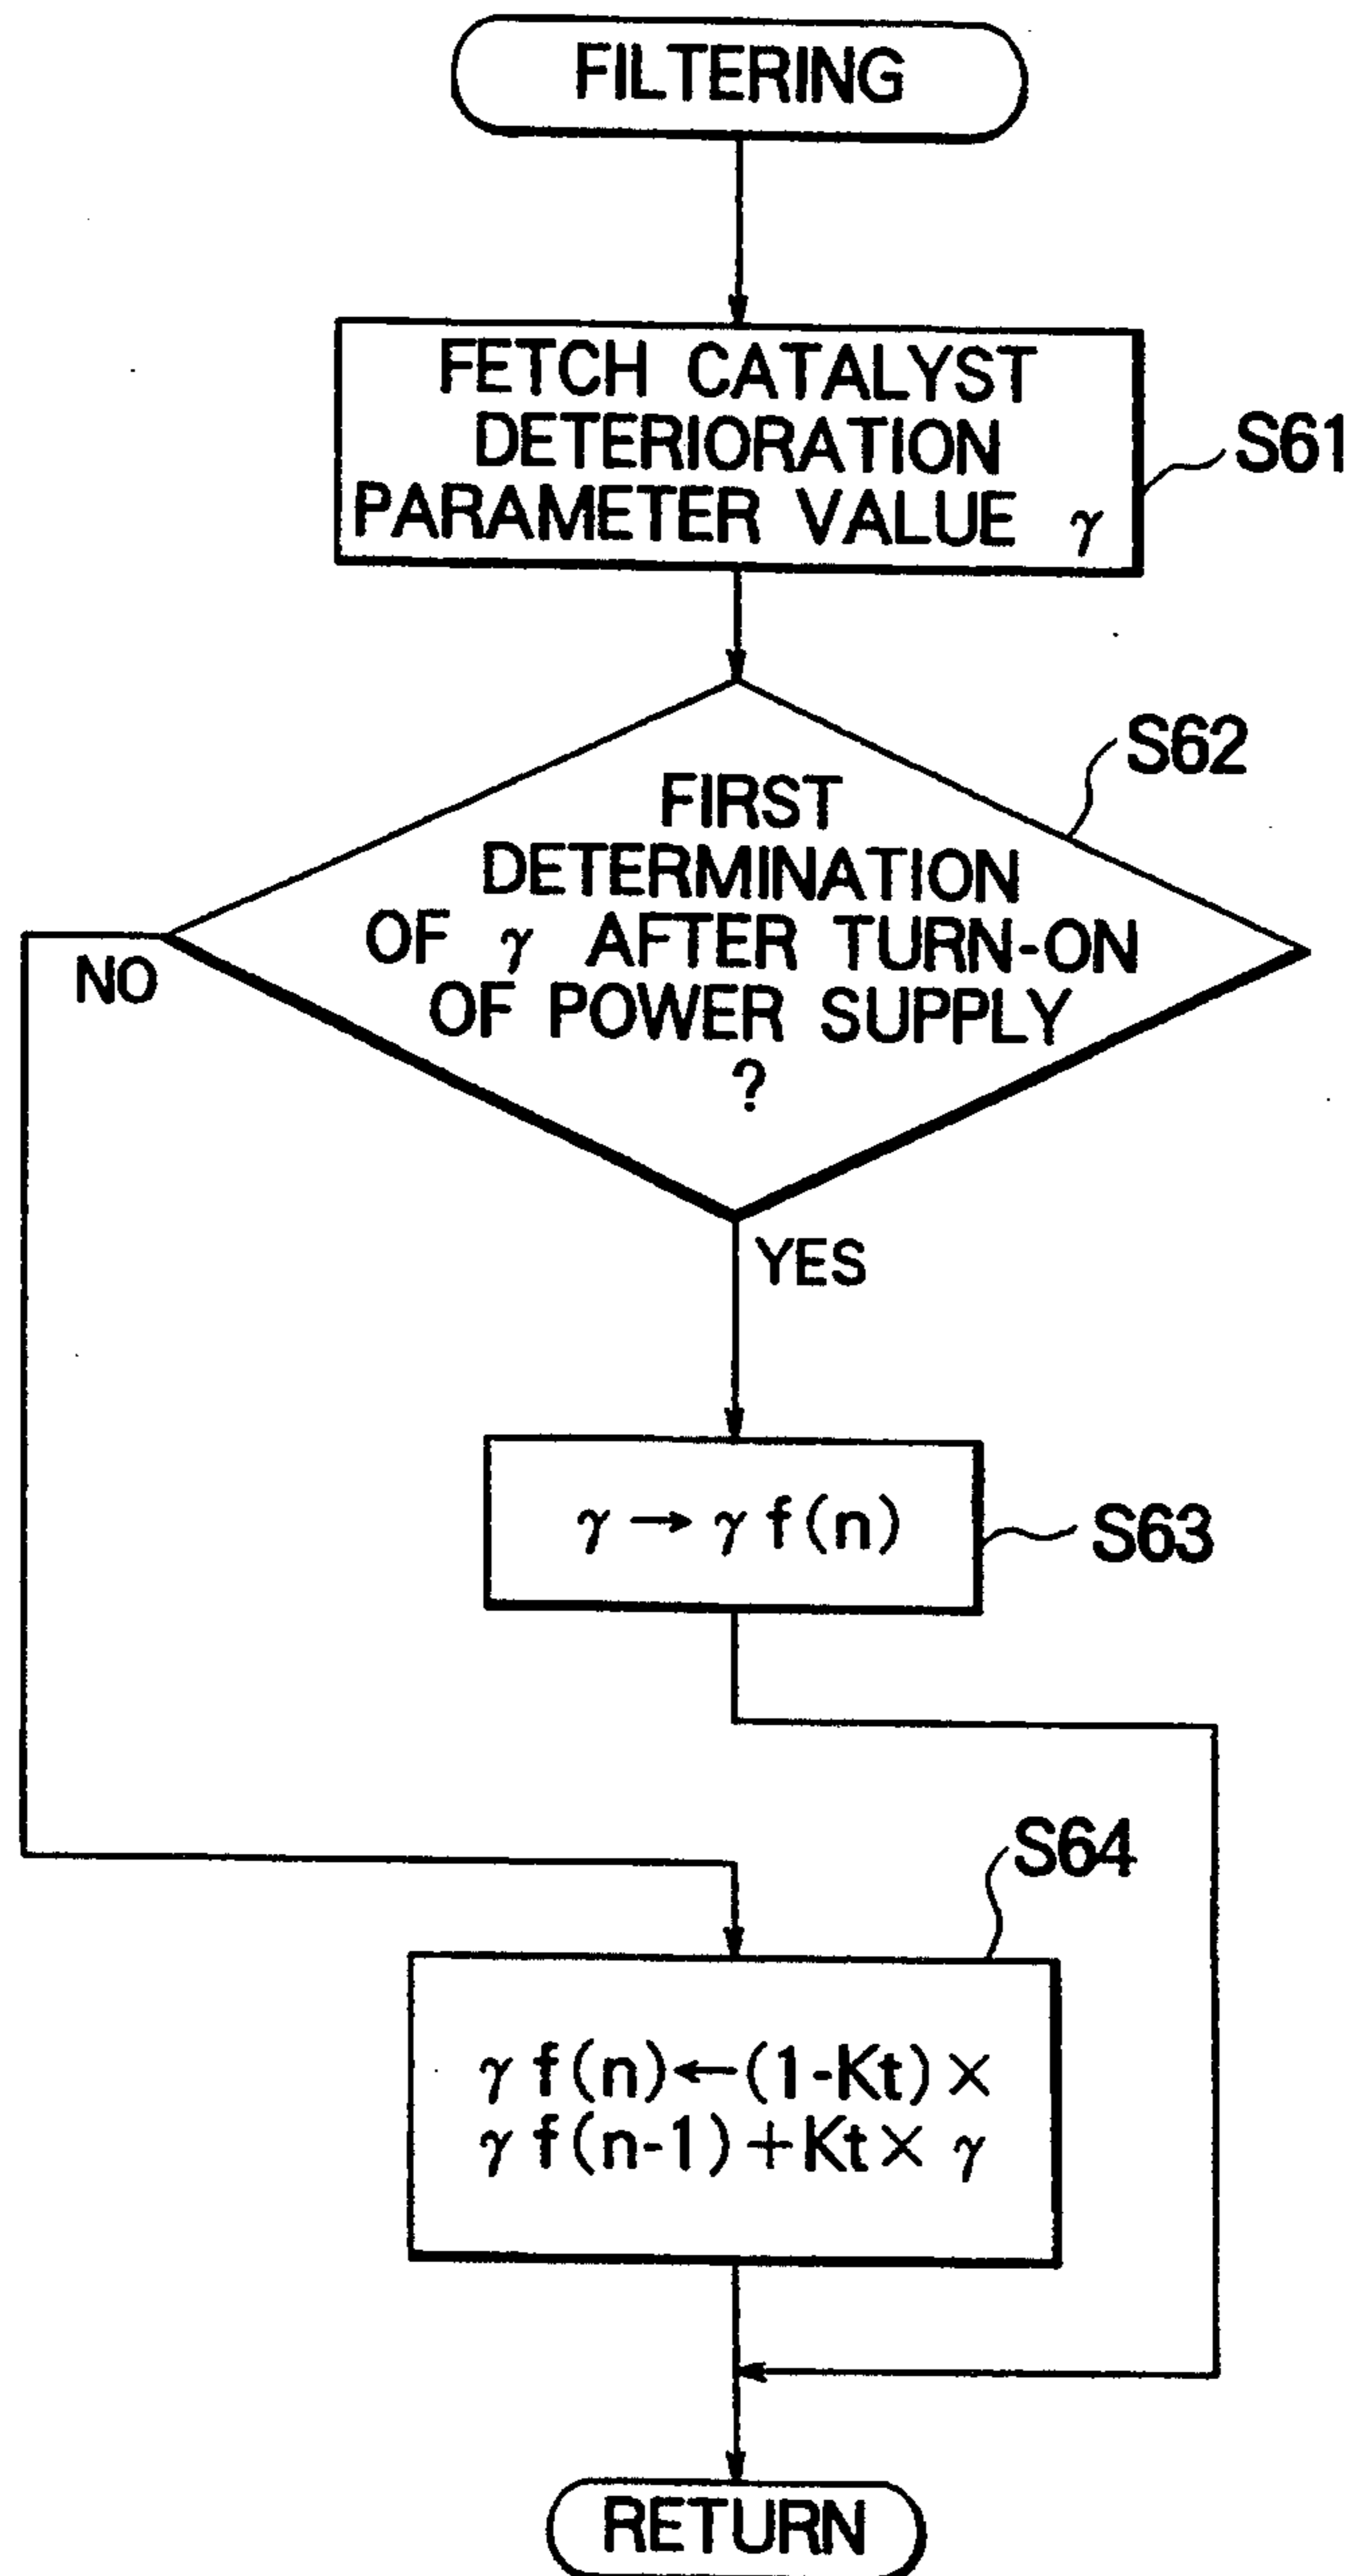 FILTERING
FETCH CATALYST
DETERIORATION
PARAMETER VALUE γ
S61
S62
FIRST
DETERMINATION
OF γ AFTER TURN-ON
OF POWER SUPPLY
?
NO
YES
γ → γ f(n)
S63
S64
γ f(n)←(1-Kt)×
γ f(n-1)+Kt× γ
RETURN